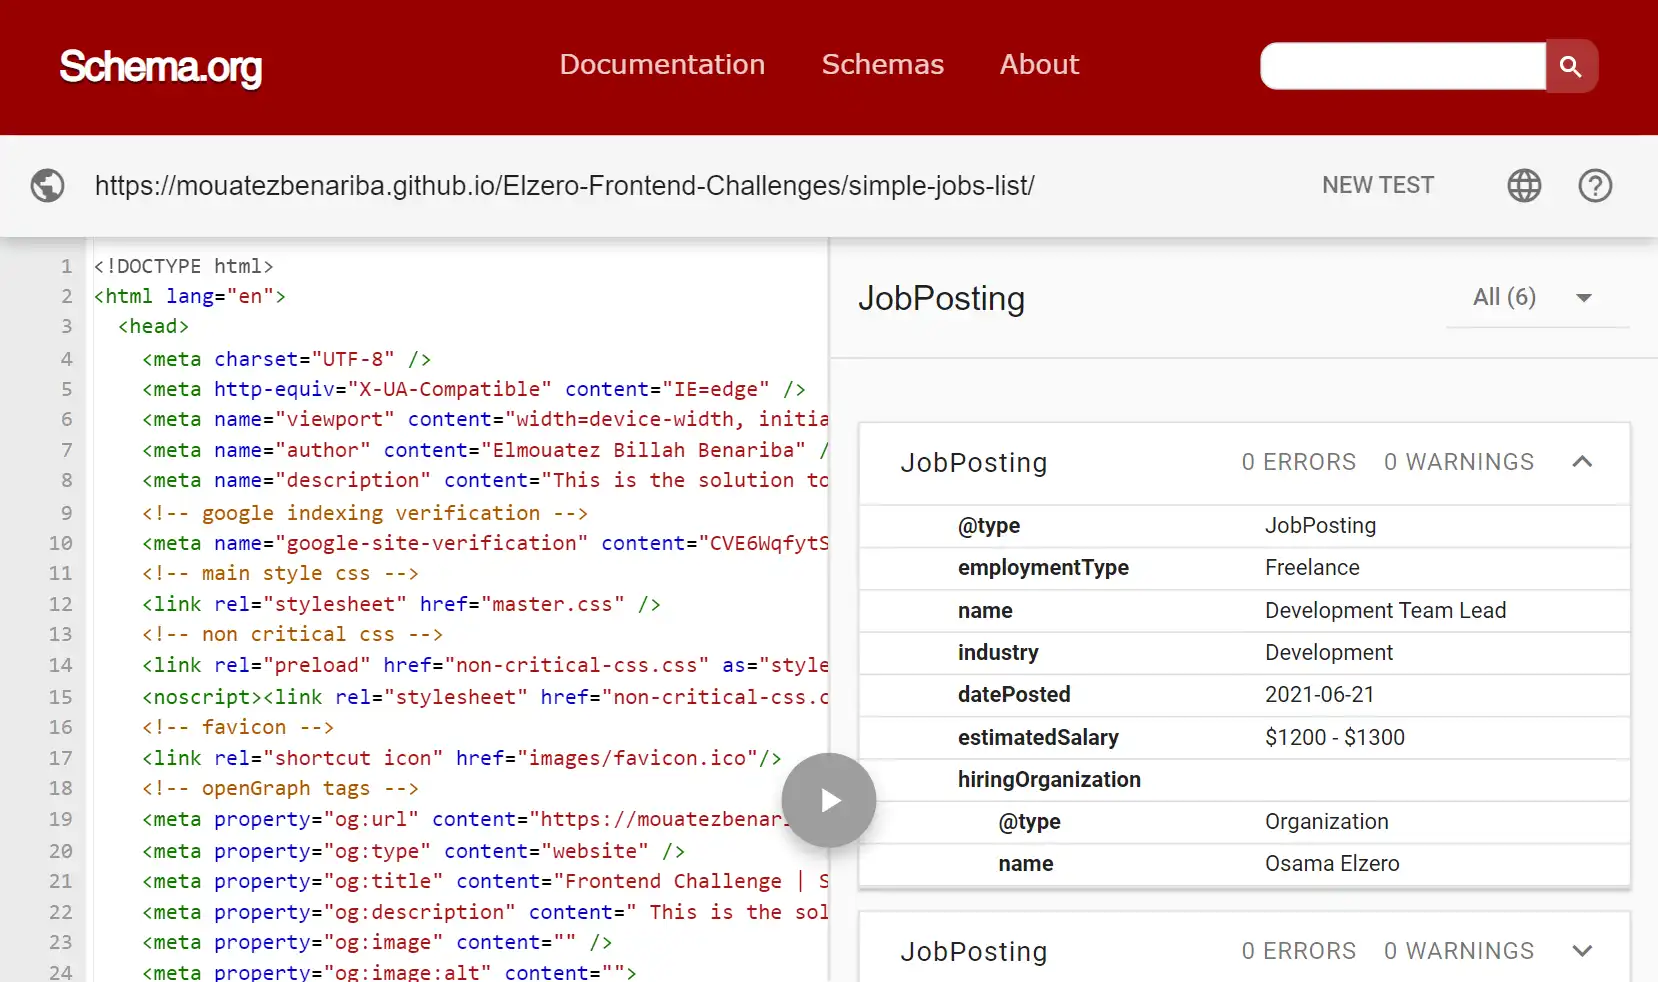 Schema.org
Documentation Schemas About
https://mouatezbenariba.github.io/Elzero-Frontend-Challenges/simple-jobs-list/ NEW TEST
1 <!DOCTYPE html>
2 <html lang="en">
3 <head>
4 <meta charset="UTF-8" />
5 <meta http-equiv="X-UA-Compatible" content="IE=edge" />
6 <meta name="viewport" content="width=device-width, initia
7 <meta name="author" content="Elmouatez Billah Benariba" /
8 <meta name="description" content="This is the solution to
9 <!-- google indexing verification -->
10 <meta name="google-site-verification" content="CVE6WqfytS
11 <!-- main style css -->
12 <link rel="stylesheet" href="master.css" />
13 <!-- non critical css -->
14 <link rel="preload" href="non-critical-css.css" as="style
15 <noscript><link rel="stylesheet" href="non-critical-css.c
16 <!-- favicon -->
17 <link rel="shortcut icon" href="images/favicon.ico"/>
18 <!-- openGraph tags -->
19 <meta property="og:url" content="https://mouatezbenari
20 <meta property="og:type" content="website" />
21 <meta property="og:title" content="Frontend Challenge | S
22 <meta property="og:description" content=" This is the sol
23 <meta property="og:image" content="" />
24 <meta property="og:image:alt" content="">
JobPosting All (6)
JobPosting 0 ERRORS 0 WARNINGS
@type JobPosting
employmentType Freelance
name Development Team Lead
industry Development
datePosted 2021-06-21
estimatedSalary $1200 - $1300
hiringOrganization
@type Organization
name Osama Elzero
JobPosting 0 ERRORS 0 WARNINGS